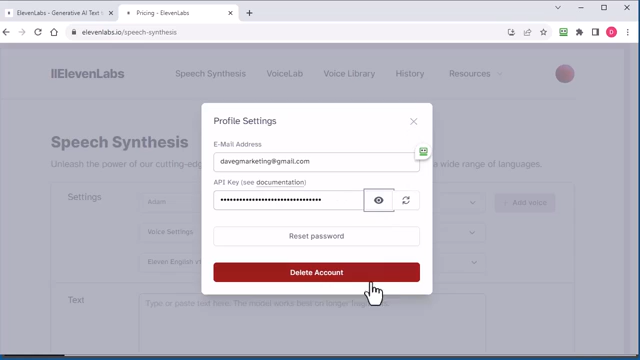 ElevenLabs - Generative AI Text
Pricing - ElevenLabs
elevenlabs.io/speech-synthesis
D
IIElevenLabs
Speech Synthesis
VoiceLab
Voice Library
History
Resources
Profile Settings
E-Mail Address
davegmarketing@gmail.com
API Key (see documentation)
Reset password
Delete Account
Speech Synthesis
Unleash the power of our cutting-edge
a wide range of languages.
Settings
Adam
+ Add voice
Voice Settings
Eleven English v1
Text
Type or paste text here. The model works best on longer